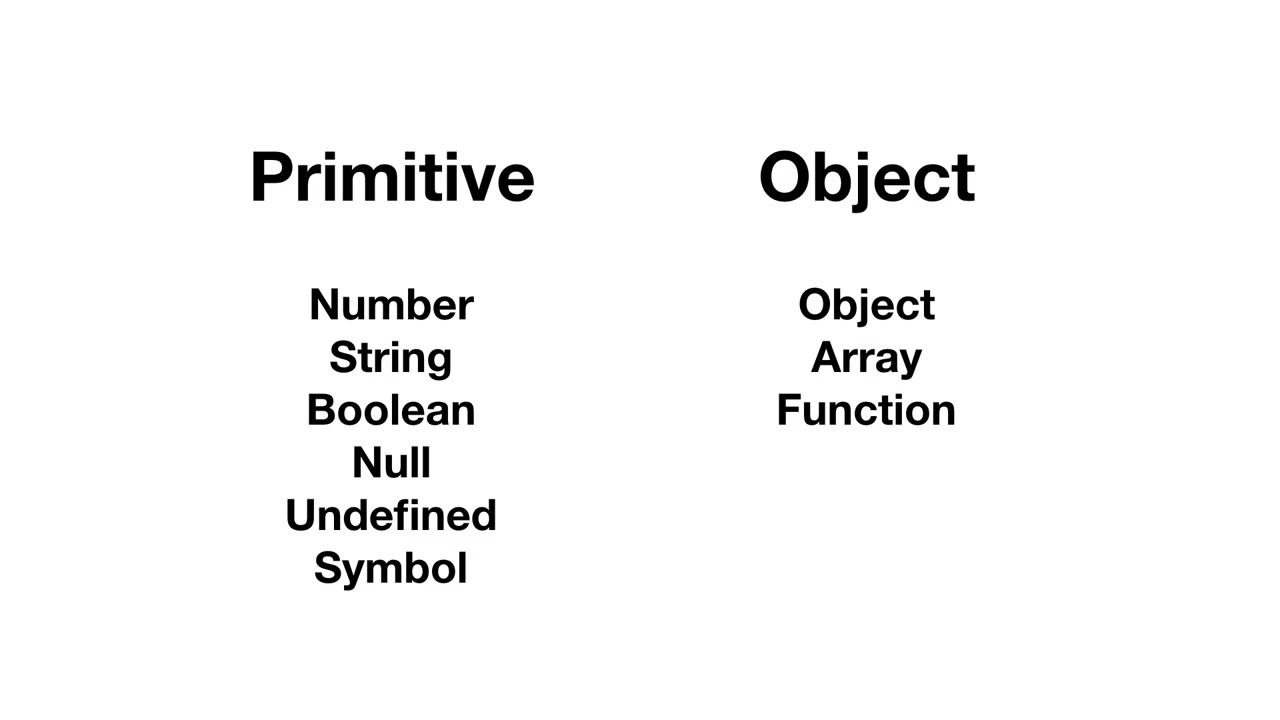 Primitive
Number
String
Boolean
Null
Undefined
Symbol
Object
Object
Array
Function